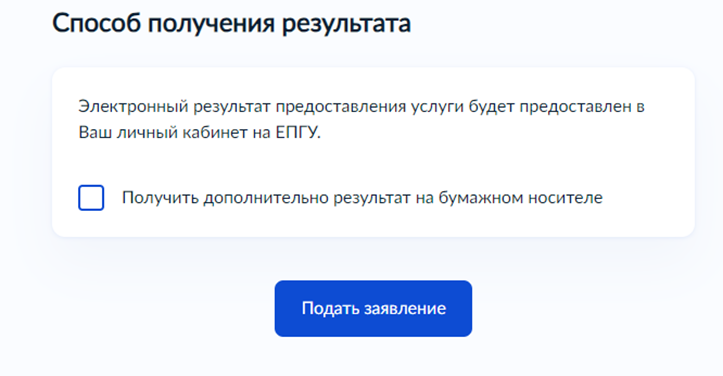 Способ получения результата
Электронный результат предоставления услуги будет предоставлен в
Ваш личный кабинет на ЕПГУ.
Получить дополнительно результат на бумажном носителе
Подать заявление